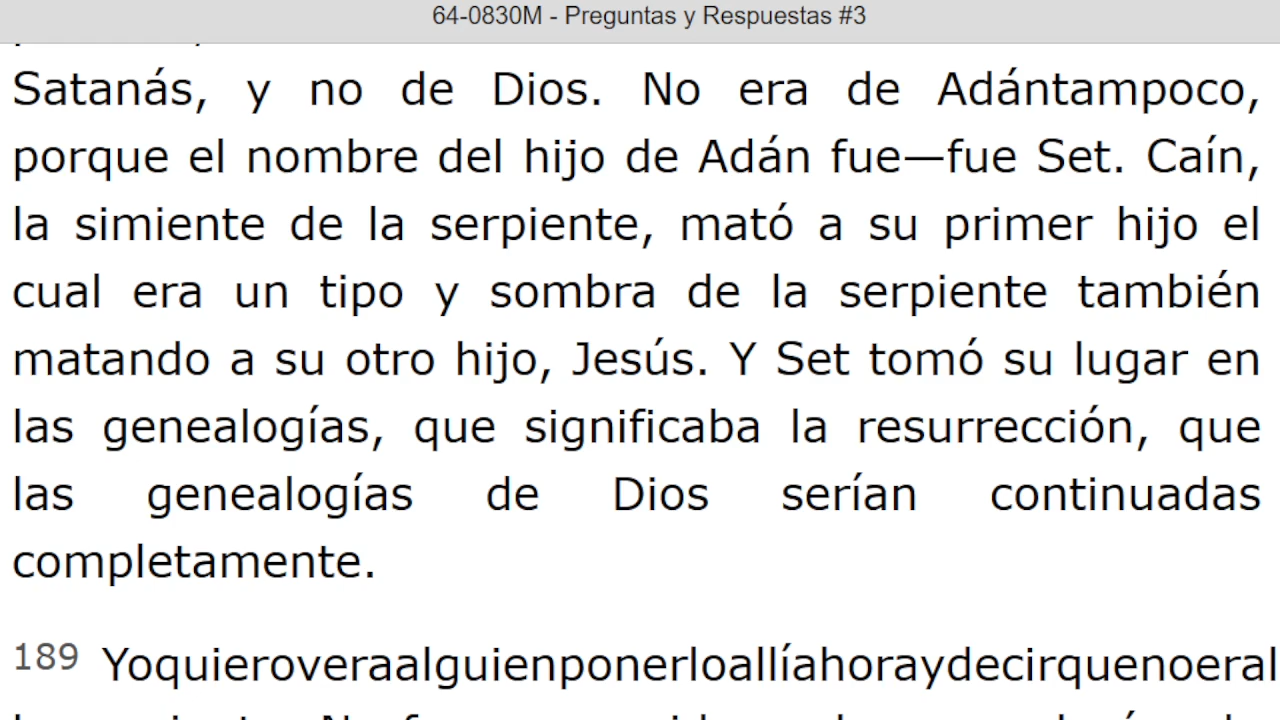 64-0830M - Preguntas y Respuestas #3
Satanás, y no de Dios. No era de Adántampoco,
porque el nombre del hijo de Adán fue—fue Set. Caín,
la simiente de la serpiente, mató a su primer hijo el
cual era un tipo y sombra de la serpiente también
matando a su otro hijo, Jesús. Y Set tomó su lugar en
las genealogías, que significaba la resurrección, que
las genealogías de Dios serían continuadas
completamente.
189 Yoquieroveraalguienponerloallíahoraydecirquenoeral